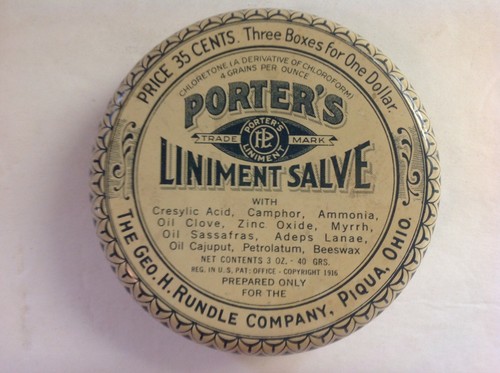 PRICE 35 CENTS. Three Boxes for One Dollar.
CHLORETONE (A DERIVATIVE OF CHLOROFORM)
4 GRAINS PER OUNCE
PORTER'S
TRADE MARK
PORTER'S
LINIMENT
LINIMENT SALVE
WITH
Cresylic Acid, Camphor, Ammonia,
Oil Clove, Zinc Oxide, Myrrh,
Oil Sassafras, Adeps Lanae,
Oil Cajuput, Petrolatum, Beeswax
NET CONTENTS 3 OZ. - 40 GRS.
REG. IN U.S. PAT. OFFICE - COPYRIGHT 1916
PREPARED ONLY
FOR THE
THE GEO. H. RUNDLE COMPANY, PIQUA, OHIO.